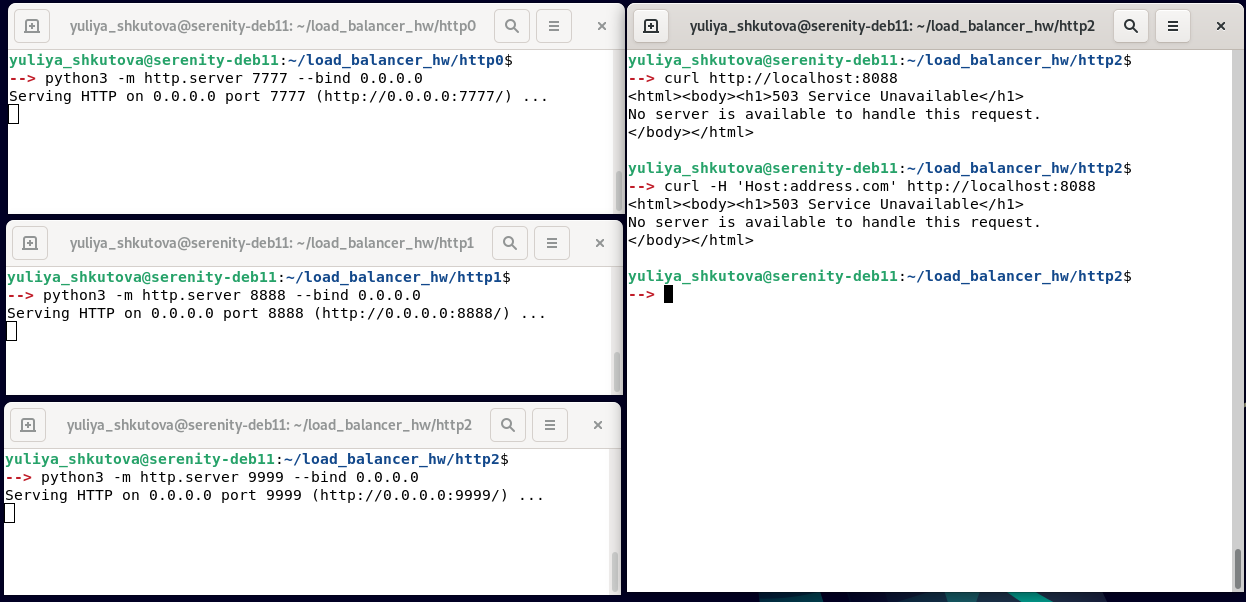 yuliya_shkutova@serenity-deb11: ~/load_balancer_hw/http0
yuliya_shkutova@serenity-deb11:~/load_balancer_hw/http0$
--> python3 -m http.server 7777 --bind 0.0.0.0
Serving HTTP on 0.0.0.0 port 7777 (http://0.0.0.0:7777/) ...
yuliya_shkutova@serenity-deb11: ~/load_balancer_hw/http1
yuliya_shkutova@serenity-deb11:~/load_balancer_hw/http1$
--> python3 -m http.server 8888 --bind 0.0.0.0
Serving HTTP on 0.0.0.0 port 8888 (http://0.0.0.0:8888/) ...
yuliya_shkutova@serenity-deb11: ~/load_balancer_hw/http2
yuliya_shkutova@serenity-deb11:~/load_balancer_hw/http2$
--> python3 -m http.server 9999 --bind 0.0.0.0
Serving HTTP on 0.0.0.0 port 9999 (http://0.0.0.0:9999/) ...
yuliya_shkutova@serenity-deb11: ~/load_balancer_hw/http2
yuliya_shkutova@serenity-deb11:~/load_balancer_hw/http2$
--> curl http://localhost:8088
<html><body><h1>503 Service Unavailable</h1>
No server is available to handle this request.
</body></html>
yuliya_shkutova@serenity-deb11:~/load_balancer_hw/http2$
--> curl -H 'Host:address.com' http://localhost:8088
<html><body><h1>503 Service Unavailable</h1>
No server is available to handle this request.
</body></html>
yuliya_shkutova@serenity-deb11:~/load_balancer_hw/http2$
-->